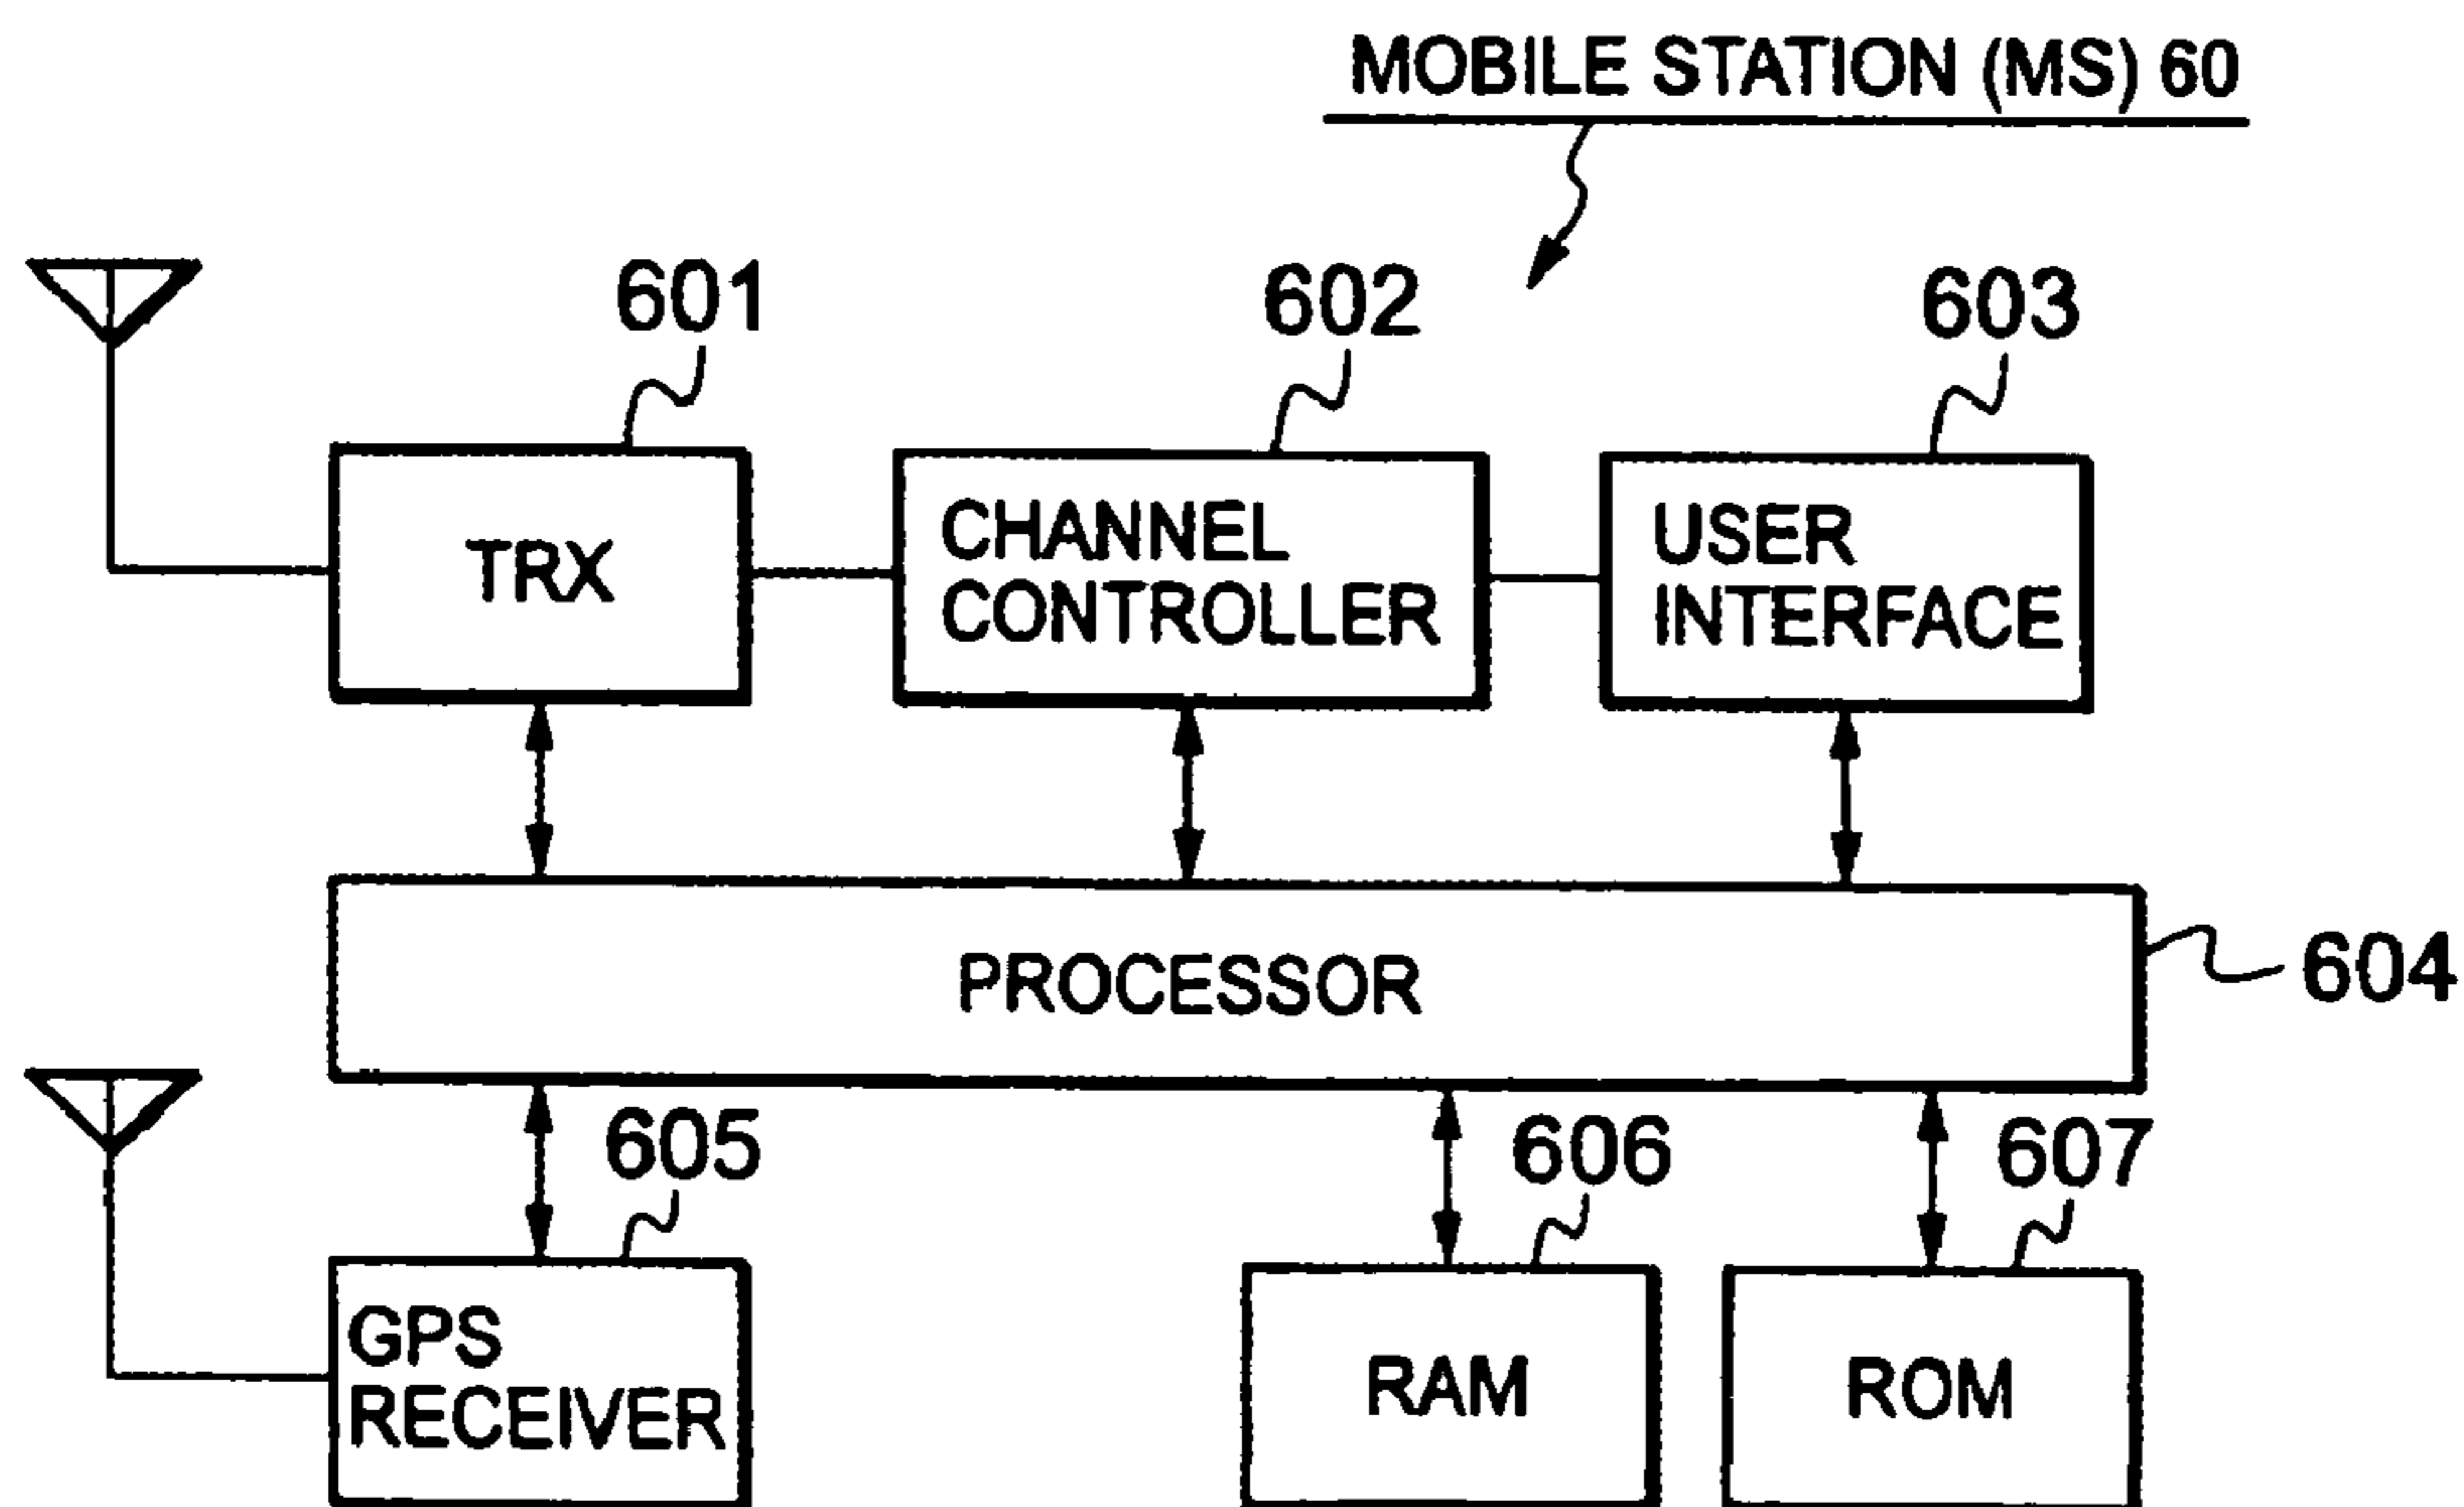 MOBILE STATION (MS) 60
601
602
603
TRX
CHANNEL
CONTROLLER
USER
INTERFACE
PROCESSOR
604
605
606
607
GPS
RECEIVER
RAM
ROM